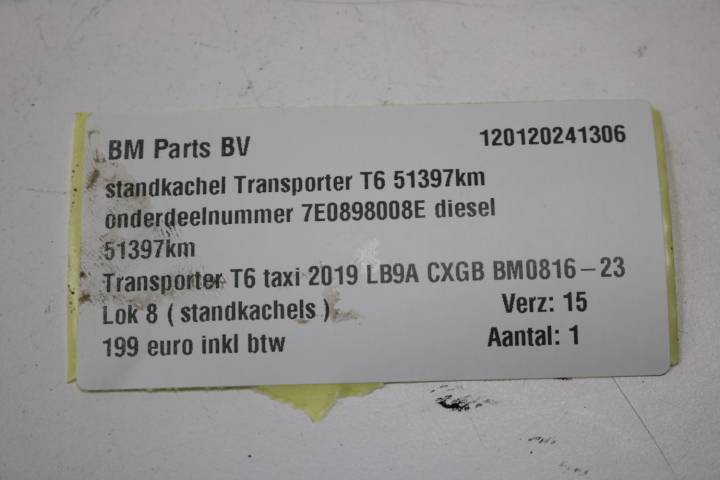 BM Parts BV 120120241306
standkachel Transporter T6 51397km
onderdeelnummer 7E0898008E diesel
51397km
Transporter T6 taxi 2019 LB9A CXGB BM0816-23
Lok 8 ( standkachels ) Verz: 15
199 euro inkl btw Aantal: 1